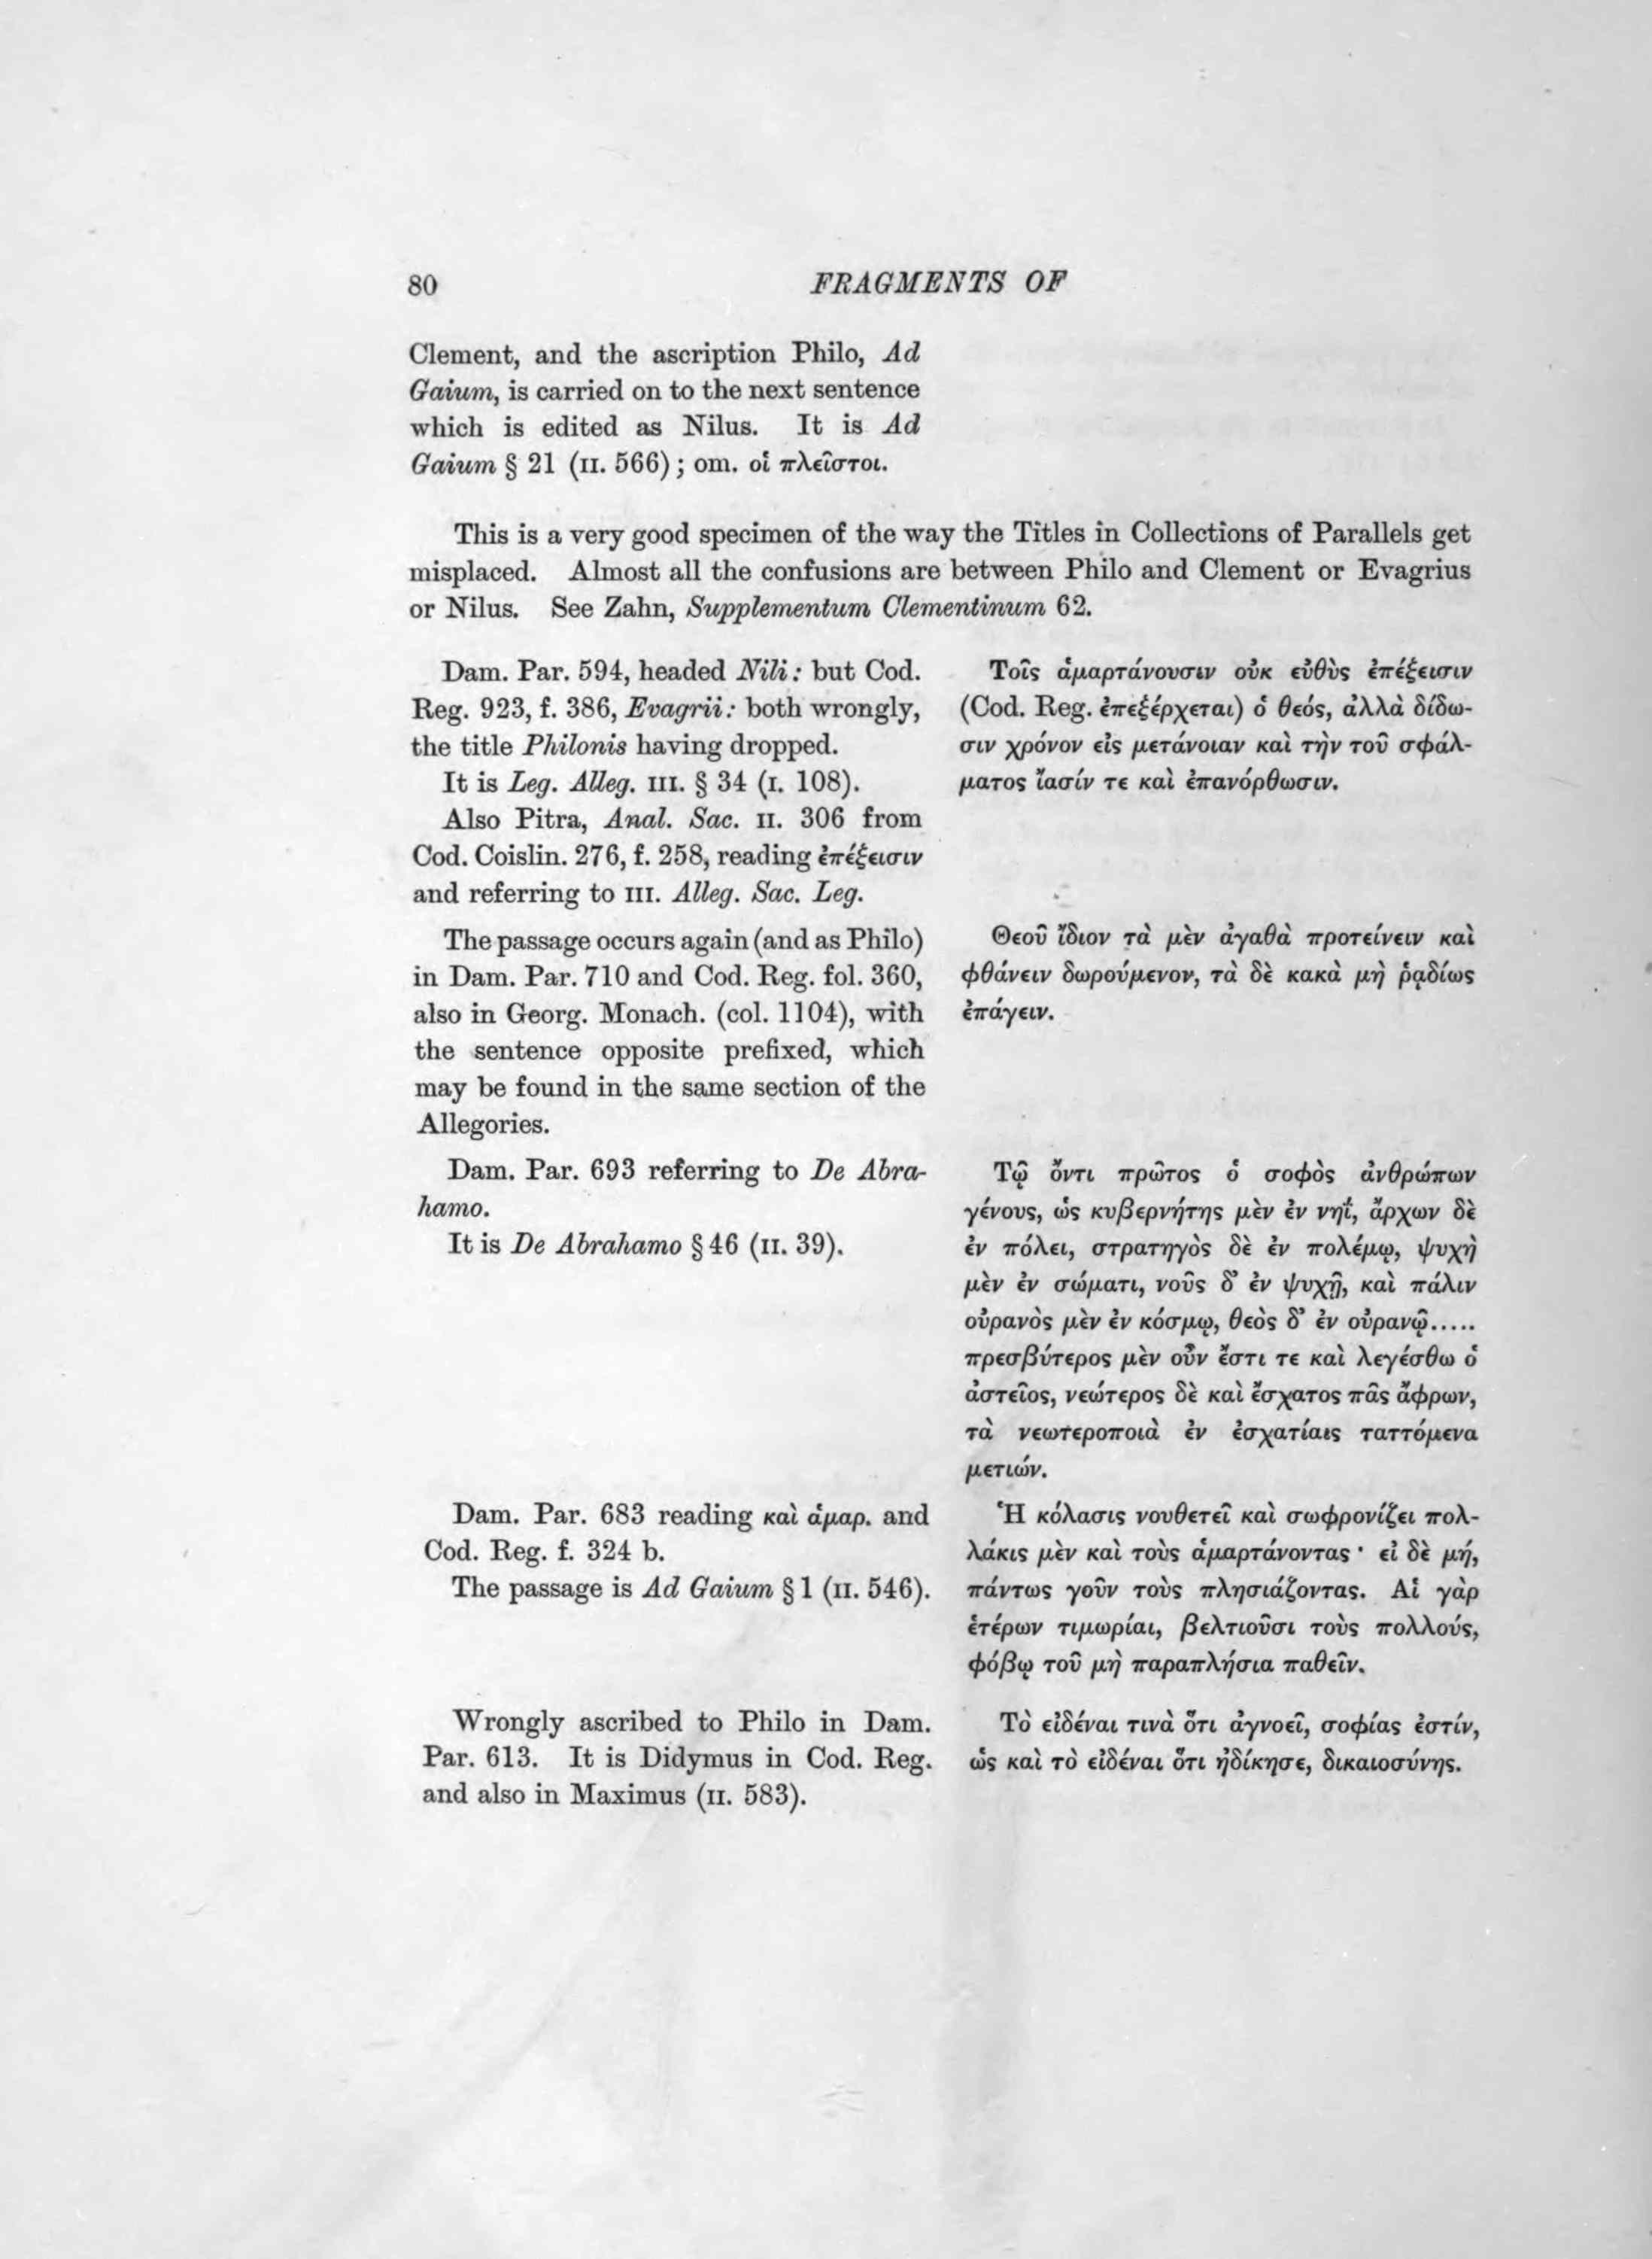 80
FRAGMENTS OF
Clement, and the ascription Philo, Ad
Gaium, is carried on to the next sentence
which is edited as Nilus. It is Ad
Gaium § 21 (II. 566); om. οἱ πλεῖστοι.
This is a very good specimen of the way the Titles in Collections of Parallels get
misplaced. Almost all the confusions are between Philo and Clement or Evagrius
or Nilus. See Zahn, Supplementum Clementinum 62.
Dam. Par. 594, headed Nili: but Cod.
Reg. 923, f. 386, Evagrii: both wrongly,
the title Philonis having dropped.
It is Leg. Alleg. III. § 34 (I. 108).
Also Pitra, Anal. Sac. II. 306 from
Cod. Coislin. 276, f. 258, reading ἐπέξεισιν
and referring to III. Alleg. Sac. Leg.
Τοῖς ἁμαρτάνουσιν οὐκ εὐθὺς ἐπέξεισιν
(Cod. Reg. ἐπεξέρχεται) ὁ θεός, ἀλλὰ δίδω-
σιν χρόνον εἰς μετάνοιαν καὶ τὴν τοῦ σφάλ-
ματος ἴασίν τε καὶ ἐπανόρθωσιν.
The passage occurs again (and as Philo)
in Dam. Par. 710 and Cod. Reg. fol. 360,
also in Georg. Monach. (col. 1104), with
the sentence opposite prefixed, which
may be found in the same section of the
Allegories.
Θεοῦ ἴδιον τὰ μὲν ἀγαθὰ προτείνειν καὶ
φθάνειν δωρούμενον, τὰ δὲ κακὰ μὴ ῥᾳδίως
ἐπάγειν.
Dam. Par. 693 referring to De Abra-
hamo.
It is De Abrahamo § 46 (II. 39).
Τῷ ὄντι πρῶτος ὁ σοφὸς ἀνθρώπων
γένους, ὡς κυβερνήτης μὲν ἐν νηΐ, ἄρχων δὲ
ἐν πόλει, στρατηγὸς δὲ ἐν πολέμῳ, ψυχὴ
μὲν ἐν σώματι, νοῦς δ’ ἐν ψυχῇ, καὶ πάλιν
οὐρανὸς μὲν ἐν κόσμῳ, θεὸς δ’ ἐν οὐρανῷ.....
πρεσβύτερος μὲν οὖν ἔστι τε καὶ λεγέσθω ὁ
ἀστεῖος, νεώτερος δὲ καὶ ἔσχατος πᾶς ἄφρων,
τὰ νεωτεροποιὰ ἐν ἐσχατίαις ταττόμενα
μετιών.
Dam. Par. 683 reading καὶ ἁμαρ. and
Cod. Reg. f. 324 b.
The passage is Ad Gaium § 1 (II. 546).
Ἡ κόλασις νουθετεῖ καὶ σωφρονίζει πολ-
λάκις μὲν καὶ τοὺς ἁμαρτάνοντας· εἰ δὲ μή,
πάντως γοῦν τοὺς πλησιάζοντας. Αἱ γὰρ
ἑτέρων τιμωρίαι, βελτιοῦσι τοὺς πολλούς,
φόβῳ τοῦ μὴ παραπλήσια παθεῖν.
Wrongly ascribed to Philo in Dam.
Par. 613. It is Didymus in Cod. Reg.
and also in Maximus (II. 583).
Τὸ εἰδέναι τινὰ ὅτι ἀγνοεῖ, σοφίας ἐστίν,
ὡς καὶ τὸ εἰδέναι ὅτι ἠδίκησε, δικαιοσύνης.